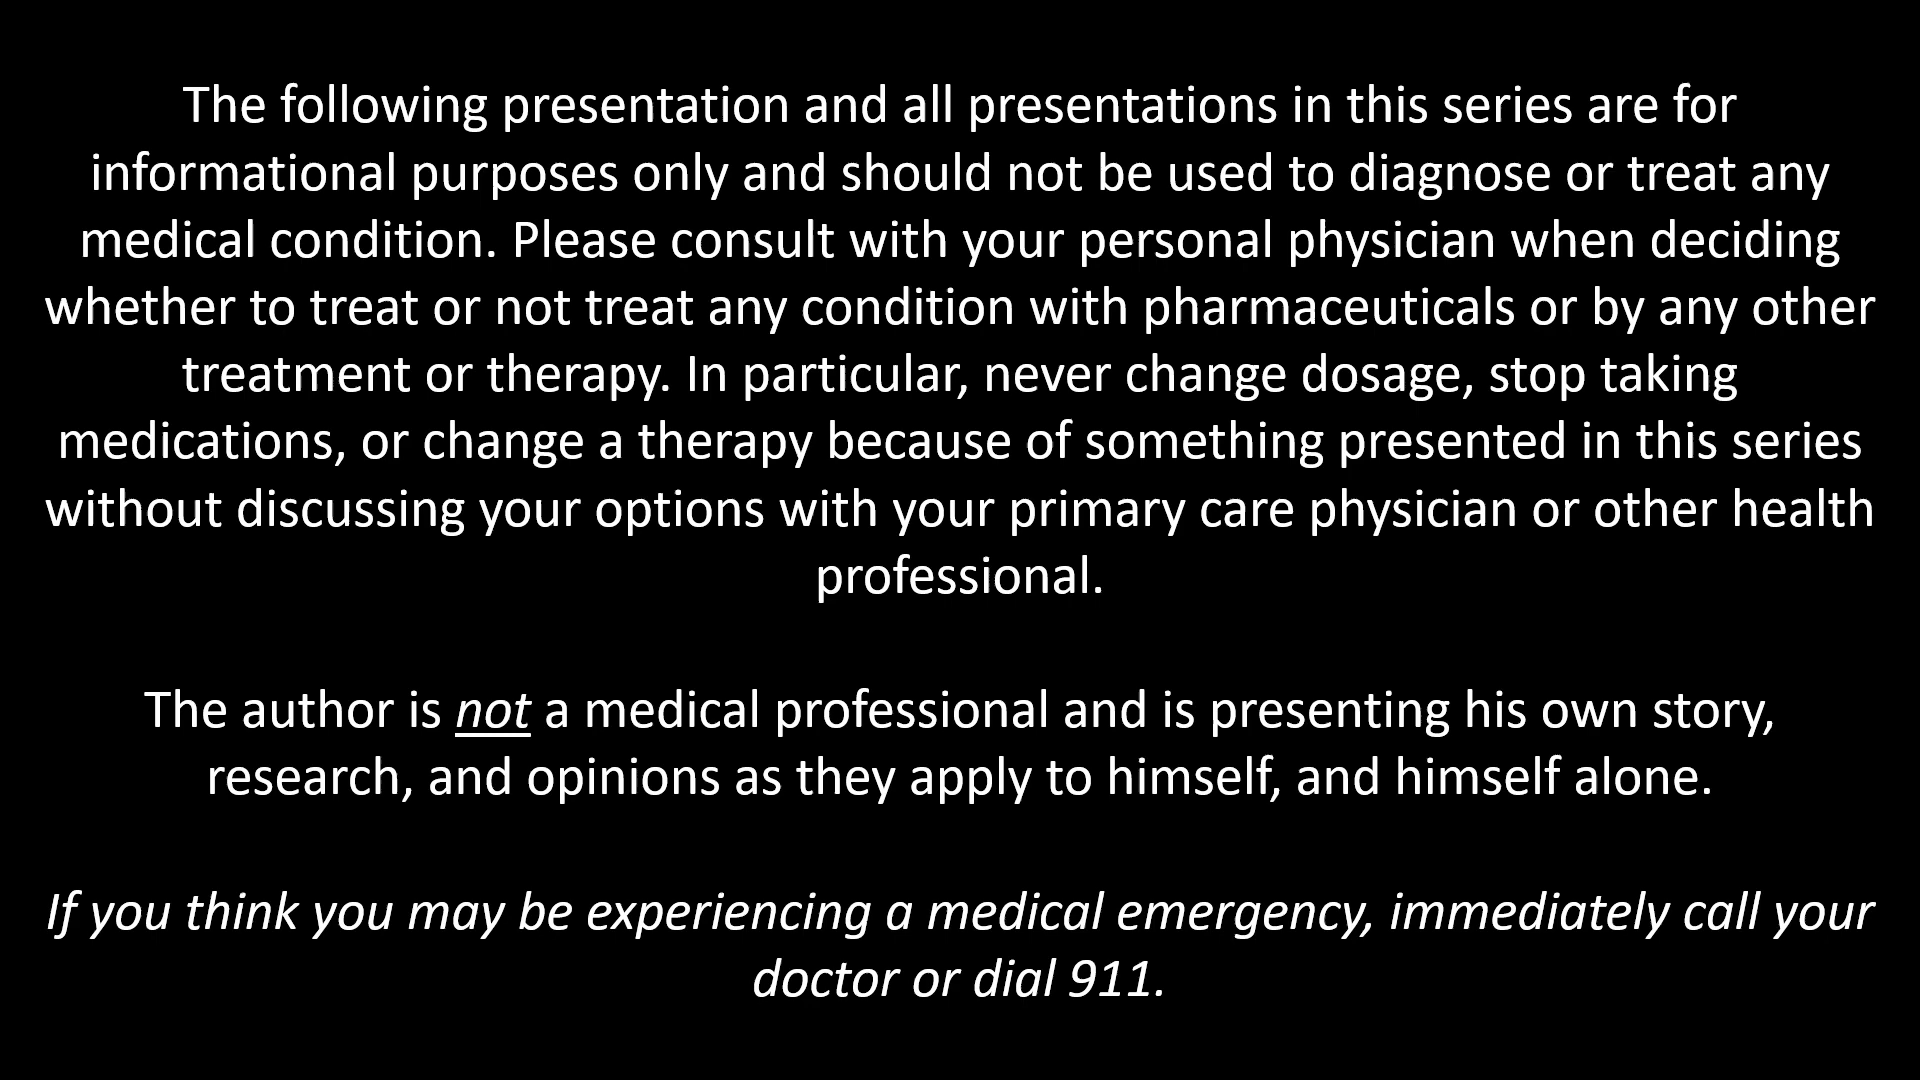 The following presentation and all presentations in this series are for
informational purposes only and should not be used to diagnose or treat any
medical condition. Please consult with your personal physician when deciding
whether to treat or not treat any condition with pharmaceuticals or by any other
treatment or therapy. In particular, never change dosage, stop taking
medications, or change a therapy because of something presented in this series
without discussing your options with your primary care physician or other health
professional.
The author is not a medical professional and is presenting his own story,
research, and opinions as they apply to himself, and himself alone.
If you think you may be experiencing a medical emergency, immediately call your
doctor or dial 911.